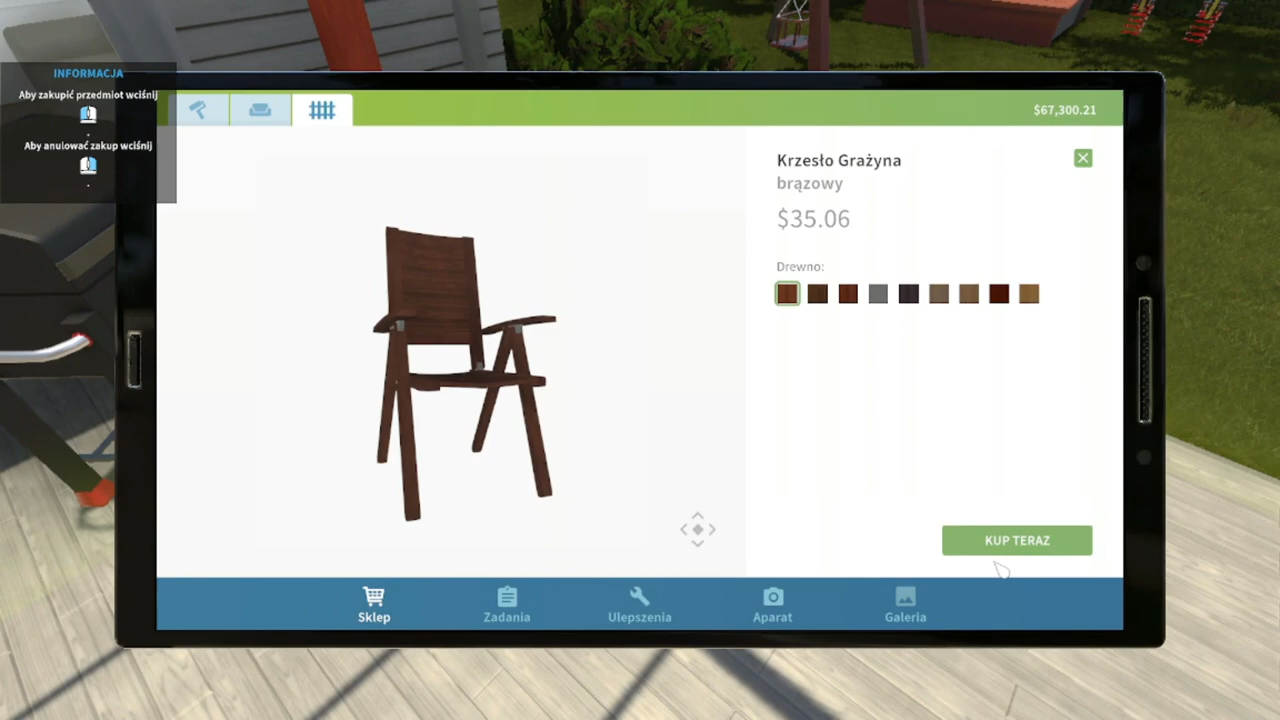 INFORMACJA
Aby zakupić przedmiot wciśnij
.
Aby anulować zakup wciśnij
.
$67,300.21
Krzesło Grażyna
brązowy
$35.06
Drewno:
KUP TERAZ
Sklep
Zadania
Ulepszenia
Aparat
Galeria